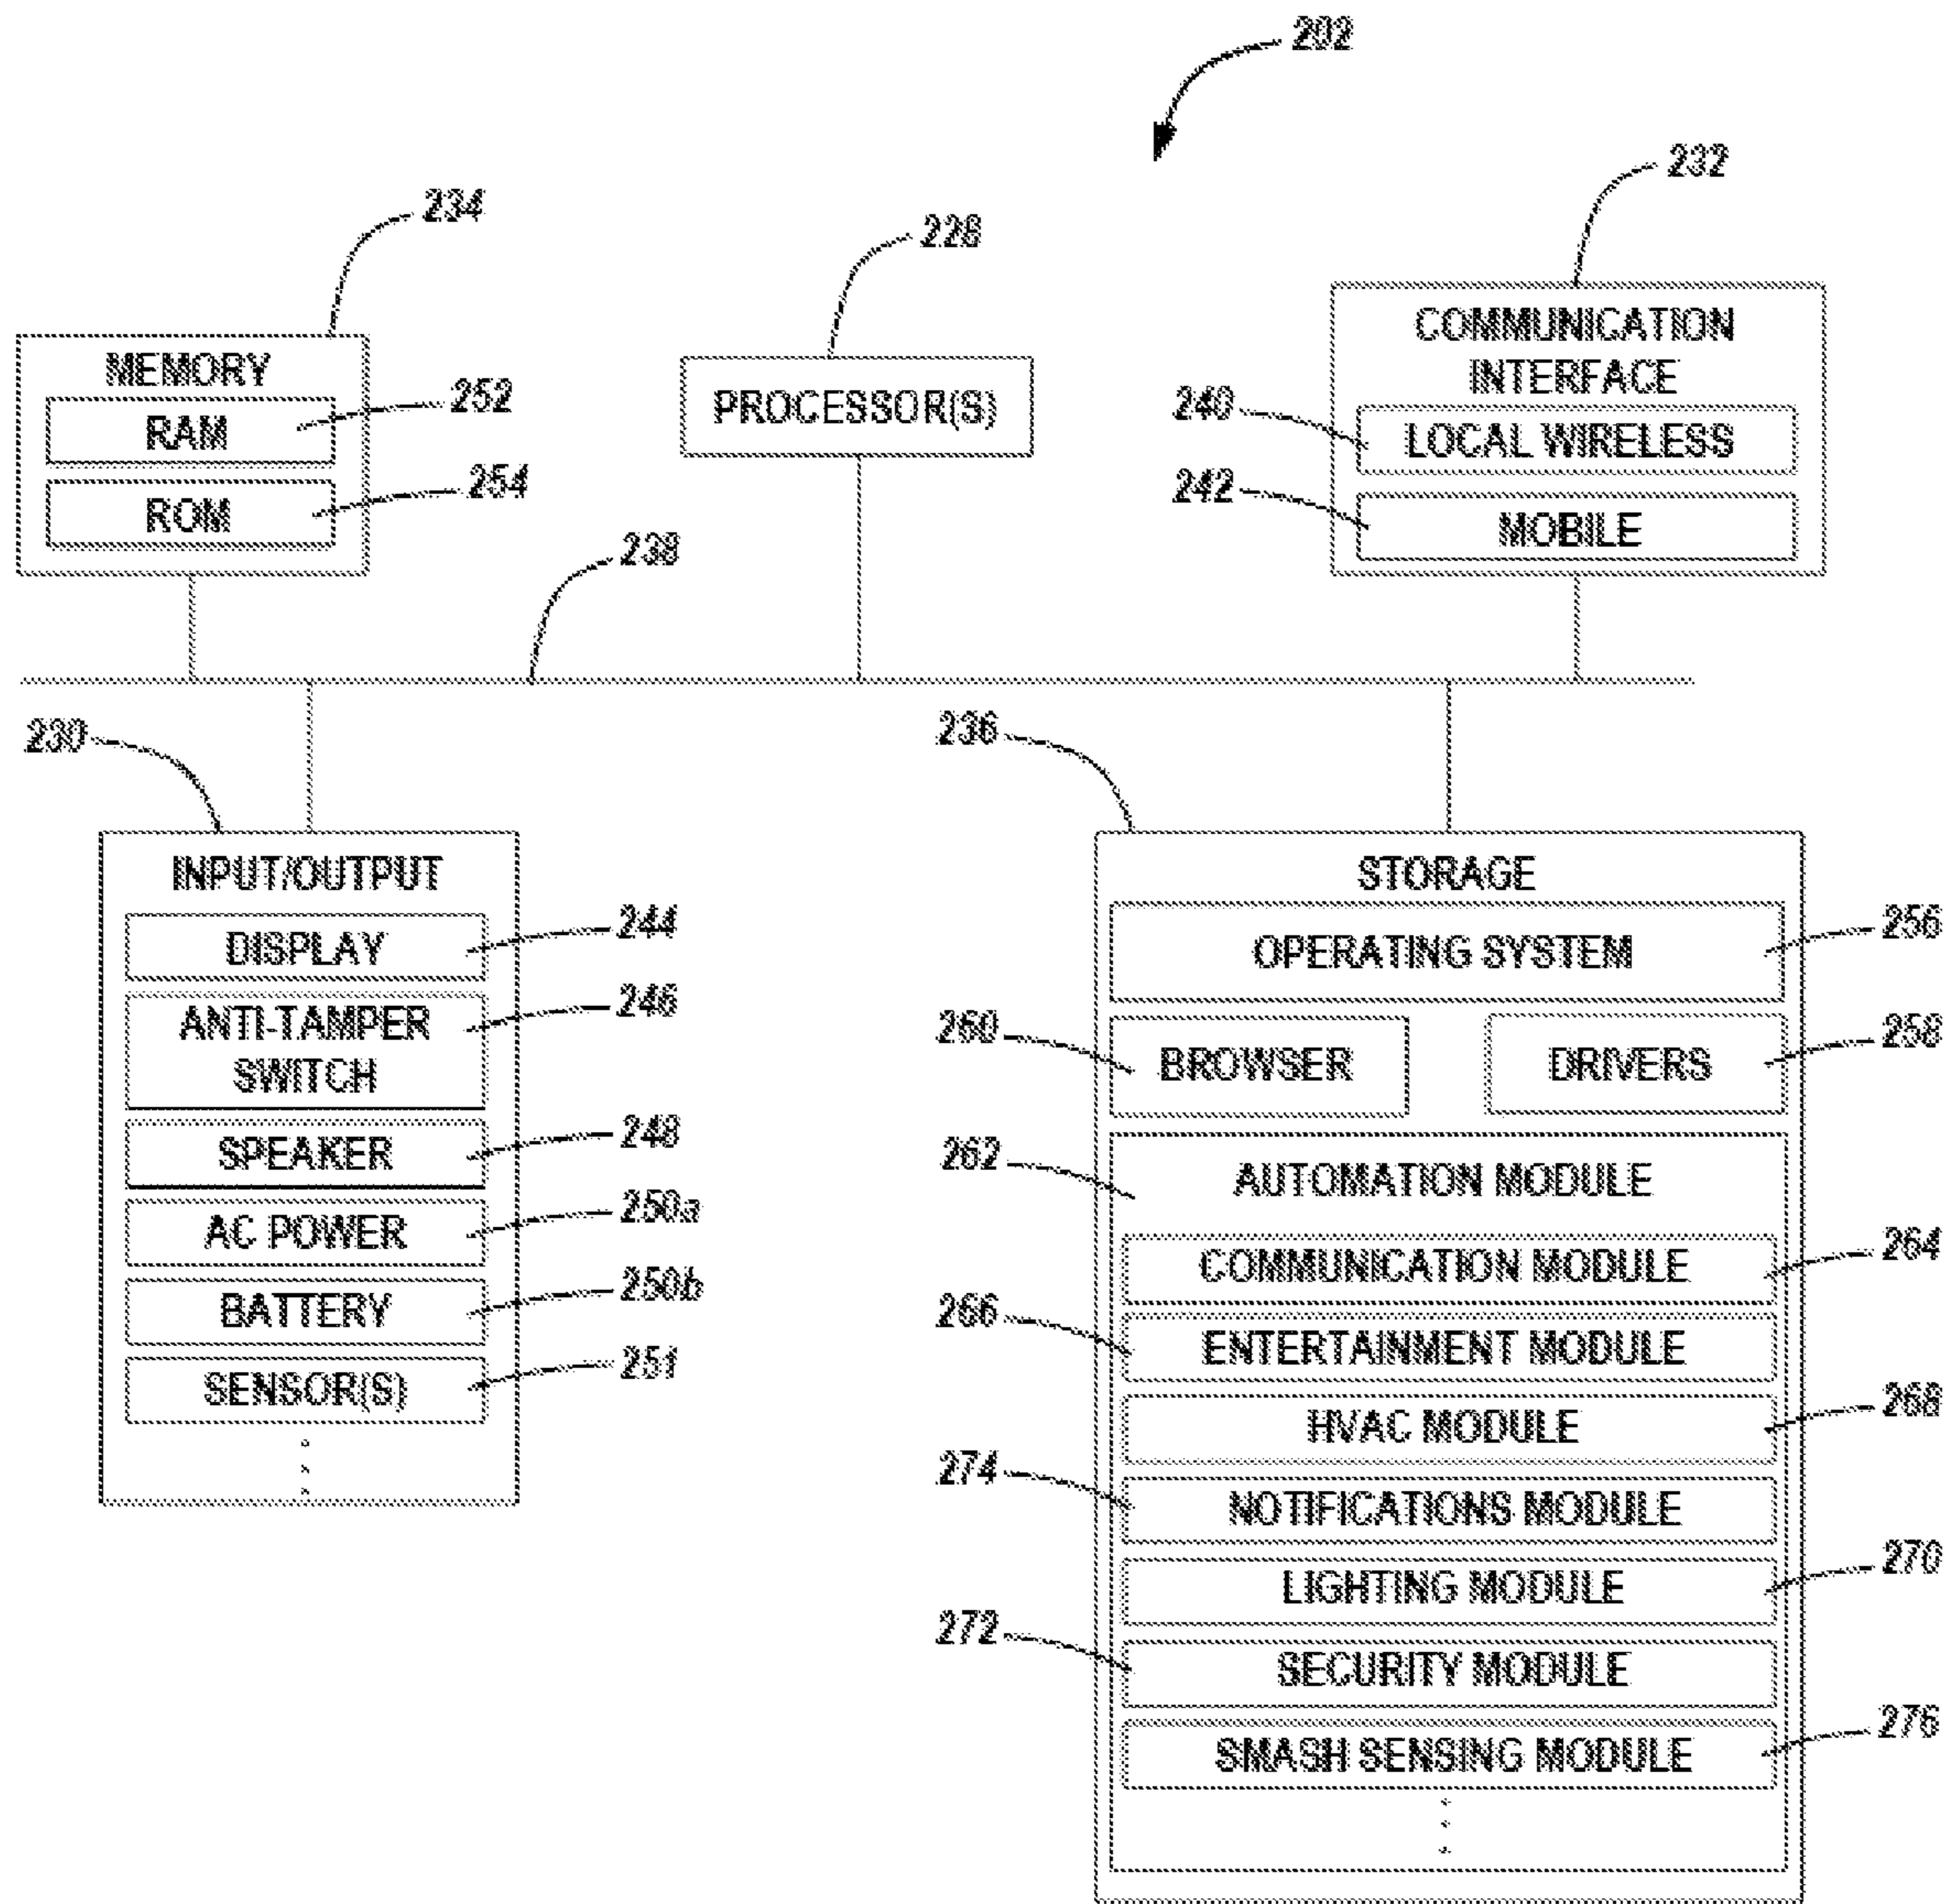 202
232
234
228
MEMORY
RAM
252
ROM
254
PROCESSOR(S)
COMMUNICATION
INTERFACE
240
LOCAL WIRELESS
242
MOBILE
238
230
INPUT/OUTPUT
DISPLAY
244
ANTI-TAMPER
SWITCH
246
SPEAKER
248
AC POWER
250a
BATTERY
250b
SENSOR(S)
251
236
STORAGE
OPERATING SYSTEM
256
260
BROWSER
DRIVERS
258
262
AUTOMATION MODULE
COMMUNICATION MODULE
264
266
ENTERTAINMENT MODULE
HVAC MODULE
268
274
NOTIFICATIONS MODULE
LIGHTING MODULE
270
272
SECURITY MODULE
SMASH SENSING MODULE
276